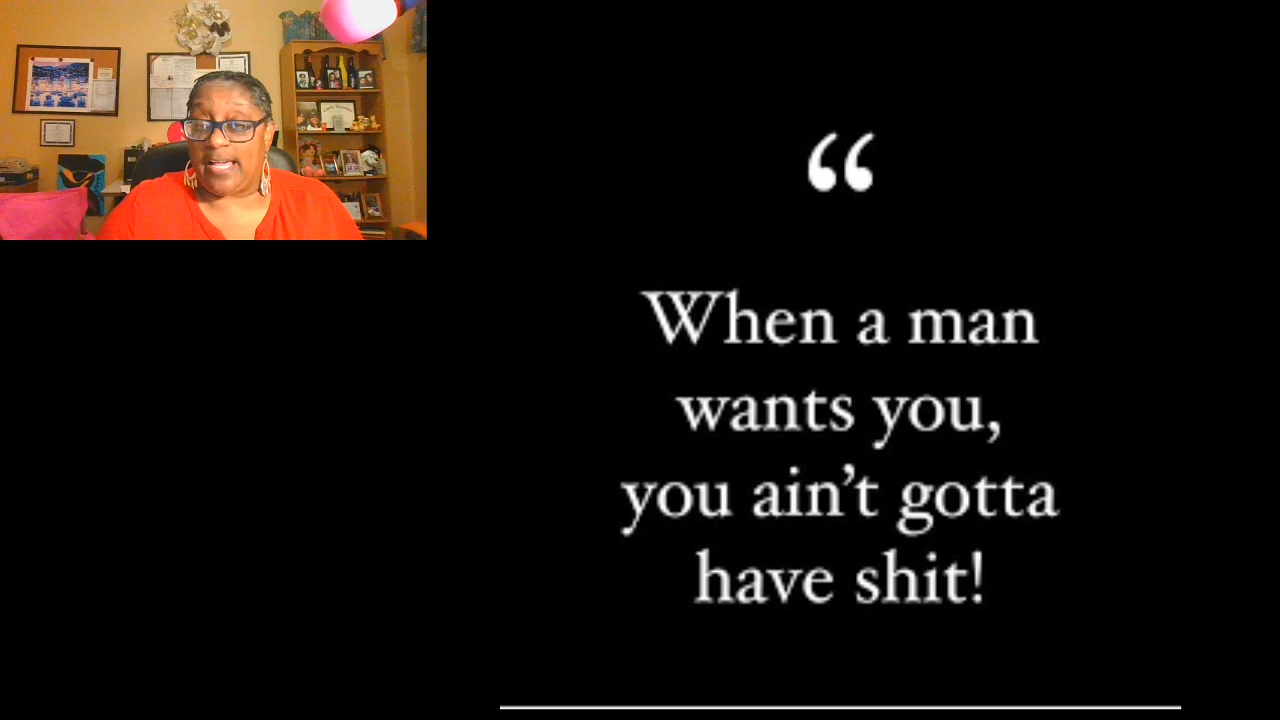 “
When a man
wants you,
you ain’t gotta
have shit!